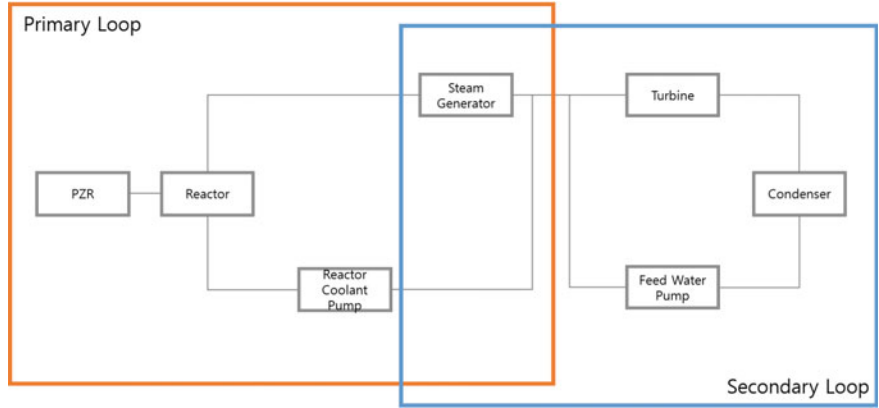 Primary Loop
Steam
Generator
Turbine
PZR
Reactor
Condenser
Reactor
Coolant
Pump
Feed Water
Pump
Secondary Loop